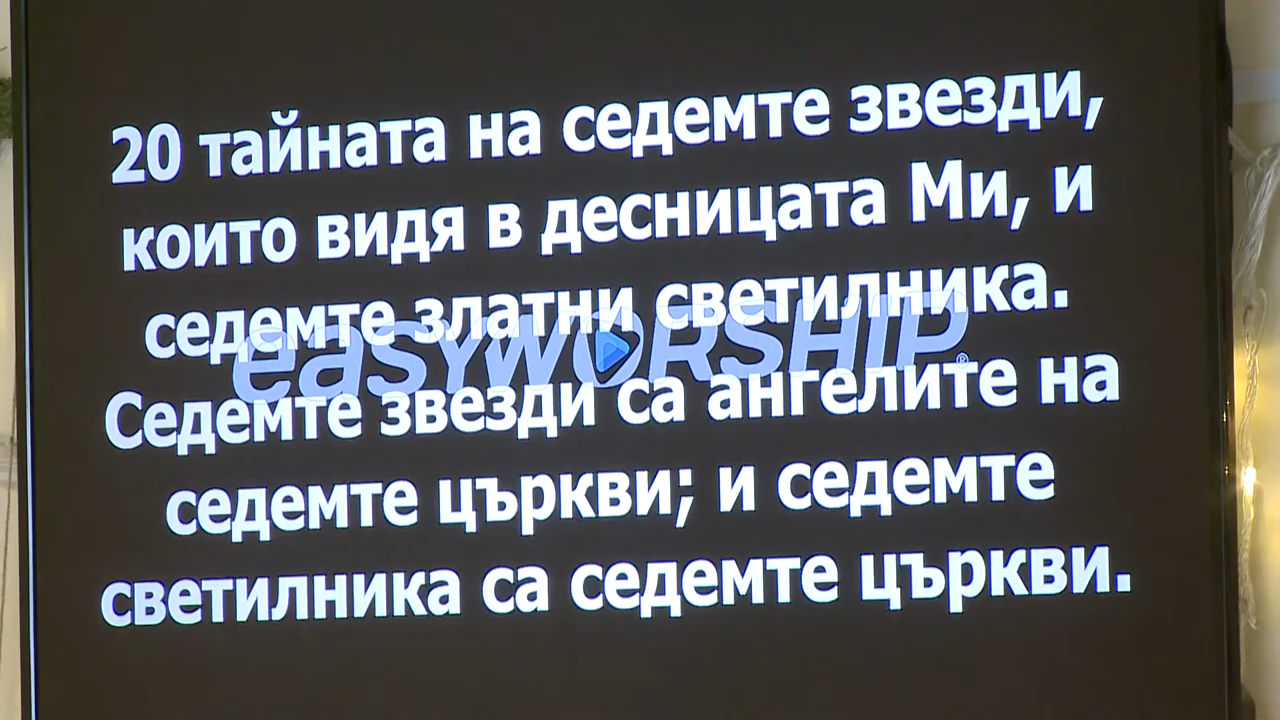 20 тайната на седемте звезди,
които видя в десницата Ми, и
седемте златни светилника.
easyWORSHIP®
Седемте звезди са ангелите на
седемте църкви; и седемте
светилника са седемте църкви.